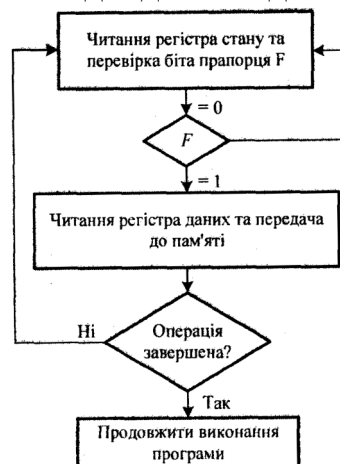 Читання регістра стану та
перевірка біта прапорця F
= 0
F
= 1
Читання регістра даних та передача
до пам'яті
Ні
Операція
завершена?
Так
Продовжити виконання
програми